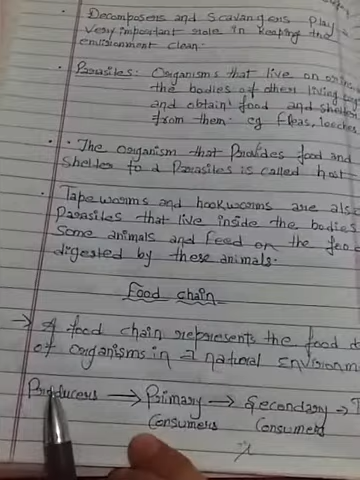 • Decomposers and Scavangers Play a
very important role in keeping the
environment clean.
• Parasites: Organisms that live on or in
the bodies of other living
and obtain food and shelter
from them. eg Fleas, leeches
• The organism that Provides food and
Shelter to a Parasites is called host
• Tapeworms and hookworms are also
Parasites that live inside the bodies
Some animals and feed on the food
digested by these animals.
Food chain
→ A food chain represents the food
of organisms in a natural environm
Producers → Primary → Secondary →
Consumers Consumers